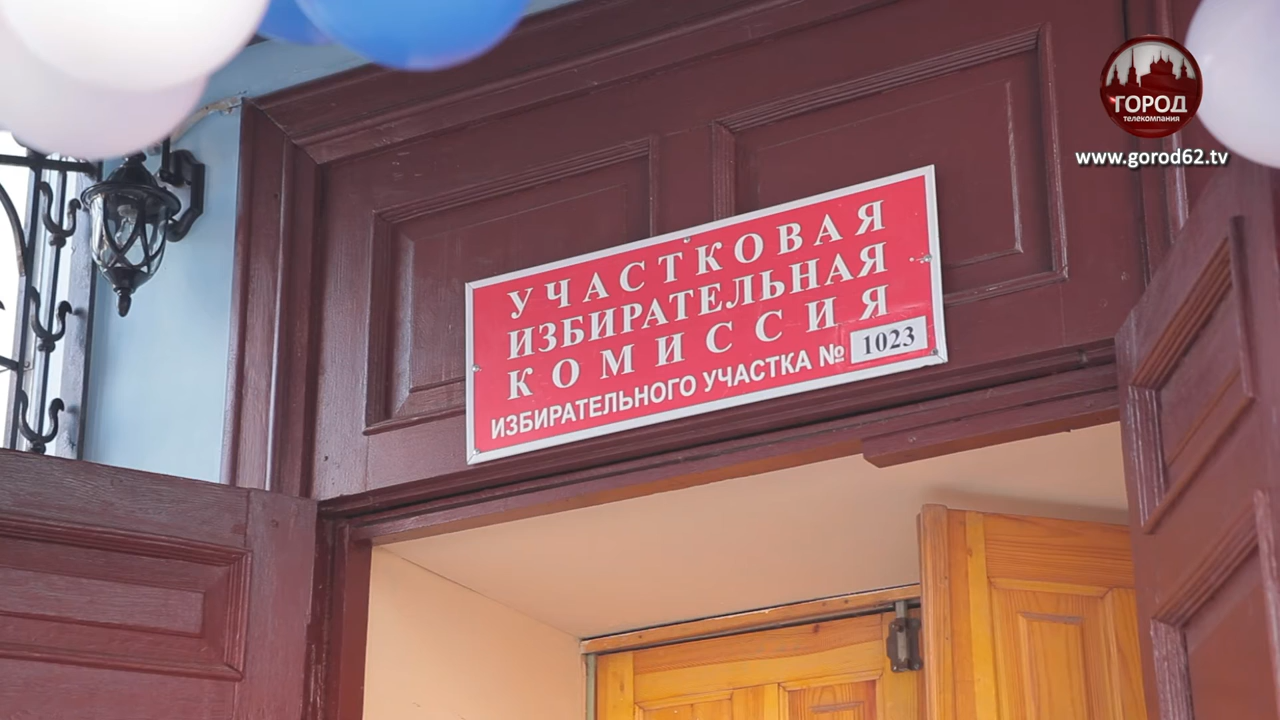 ГОРОД
телекомпания
www.gorod62.tv
УЧАСТКОВАЯ
ИЗБИРАТЕЛЬНАЯ
КОМИССИЯ
ИЗБИРАТЕЛЬНОГО УЧАСТКА № 1023